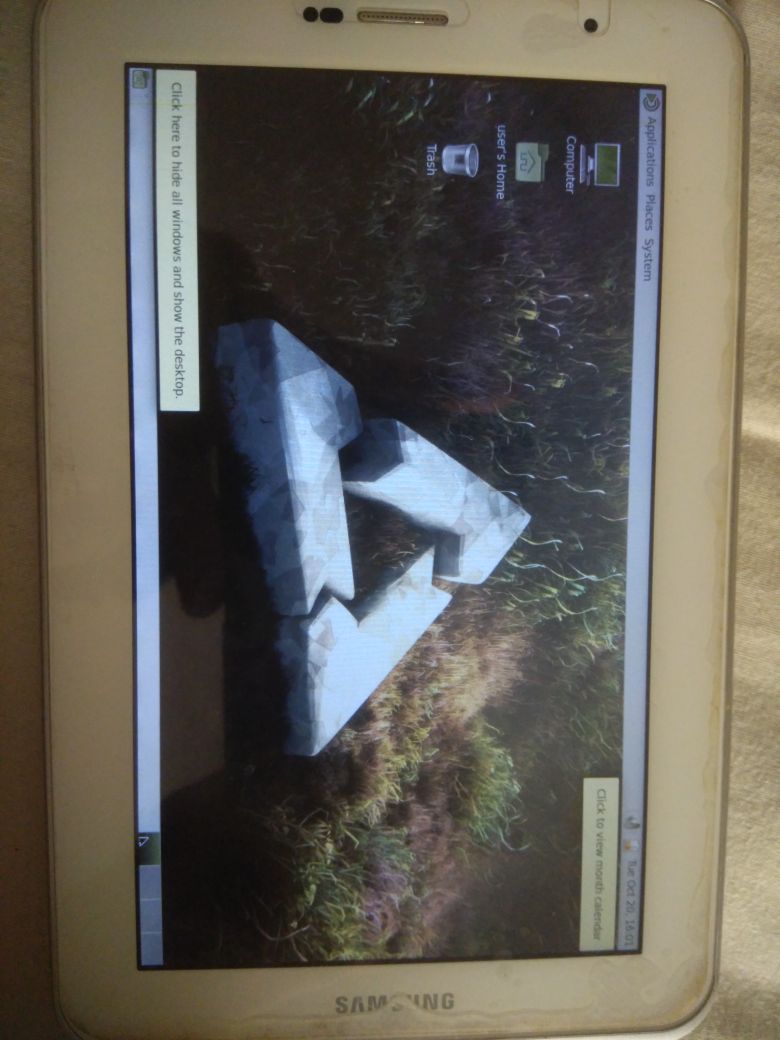 Applications Places System
Tue Oct 20, 16:01
Click to view month calendar
Computer
user's Home
Trash
Click here to hide all windows and show the desktop.
SAMSUNG